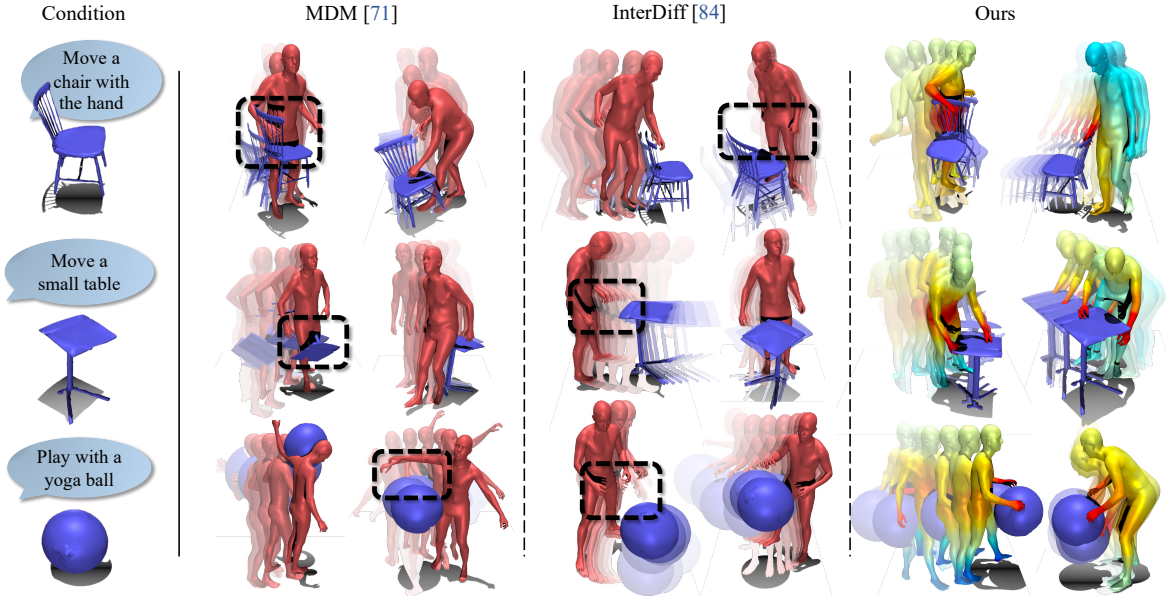 Condition
MDM [71]
InterDiff [84]
Ours
Move a
chair with
the hand
Move a
small table
Play with a
yoga ball